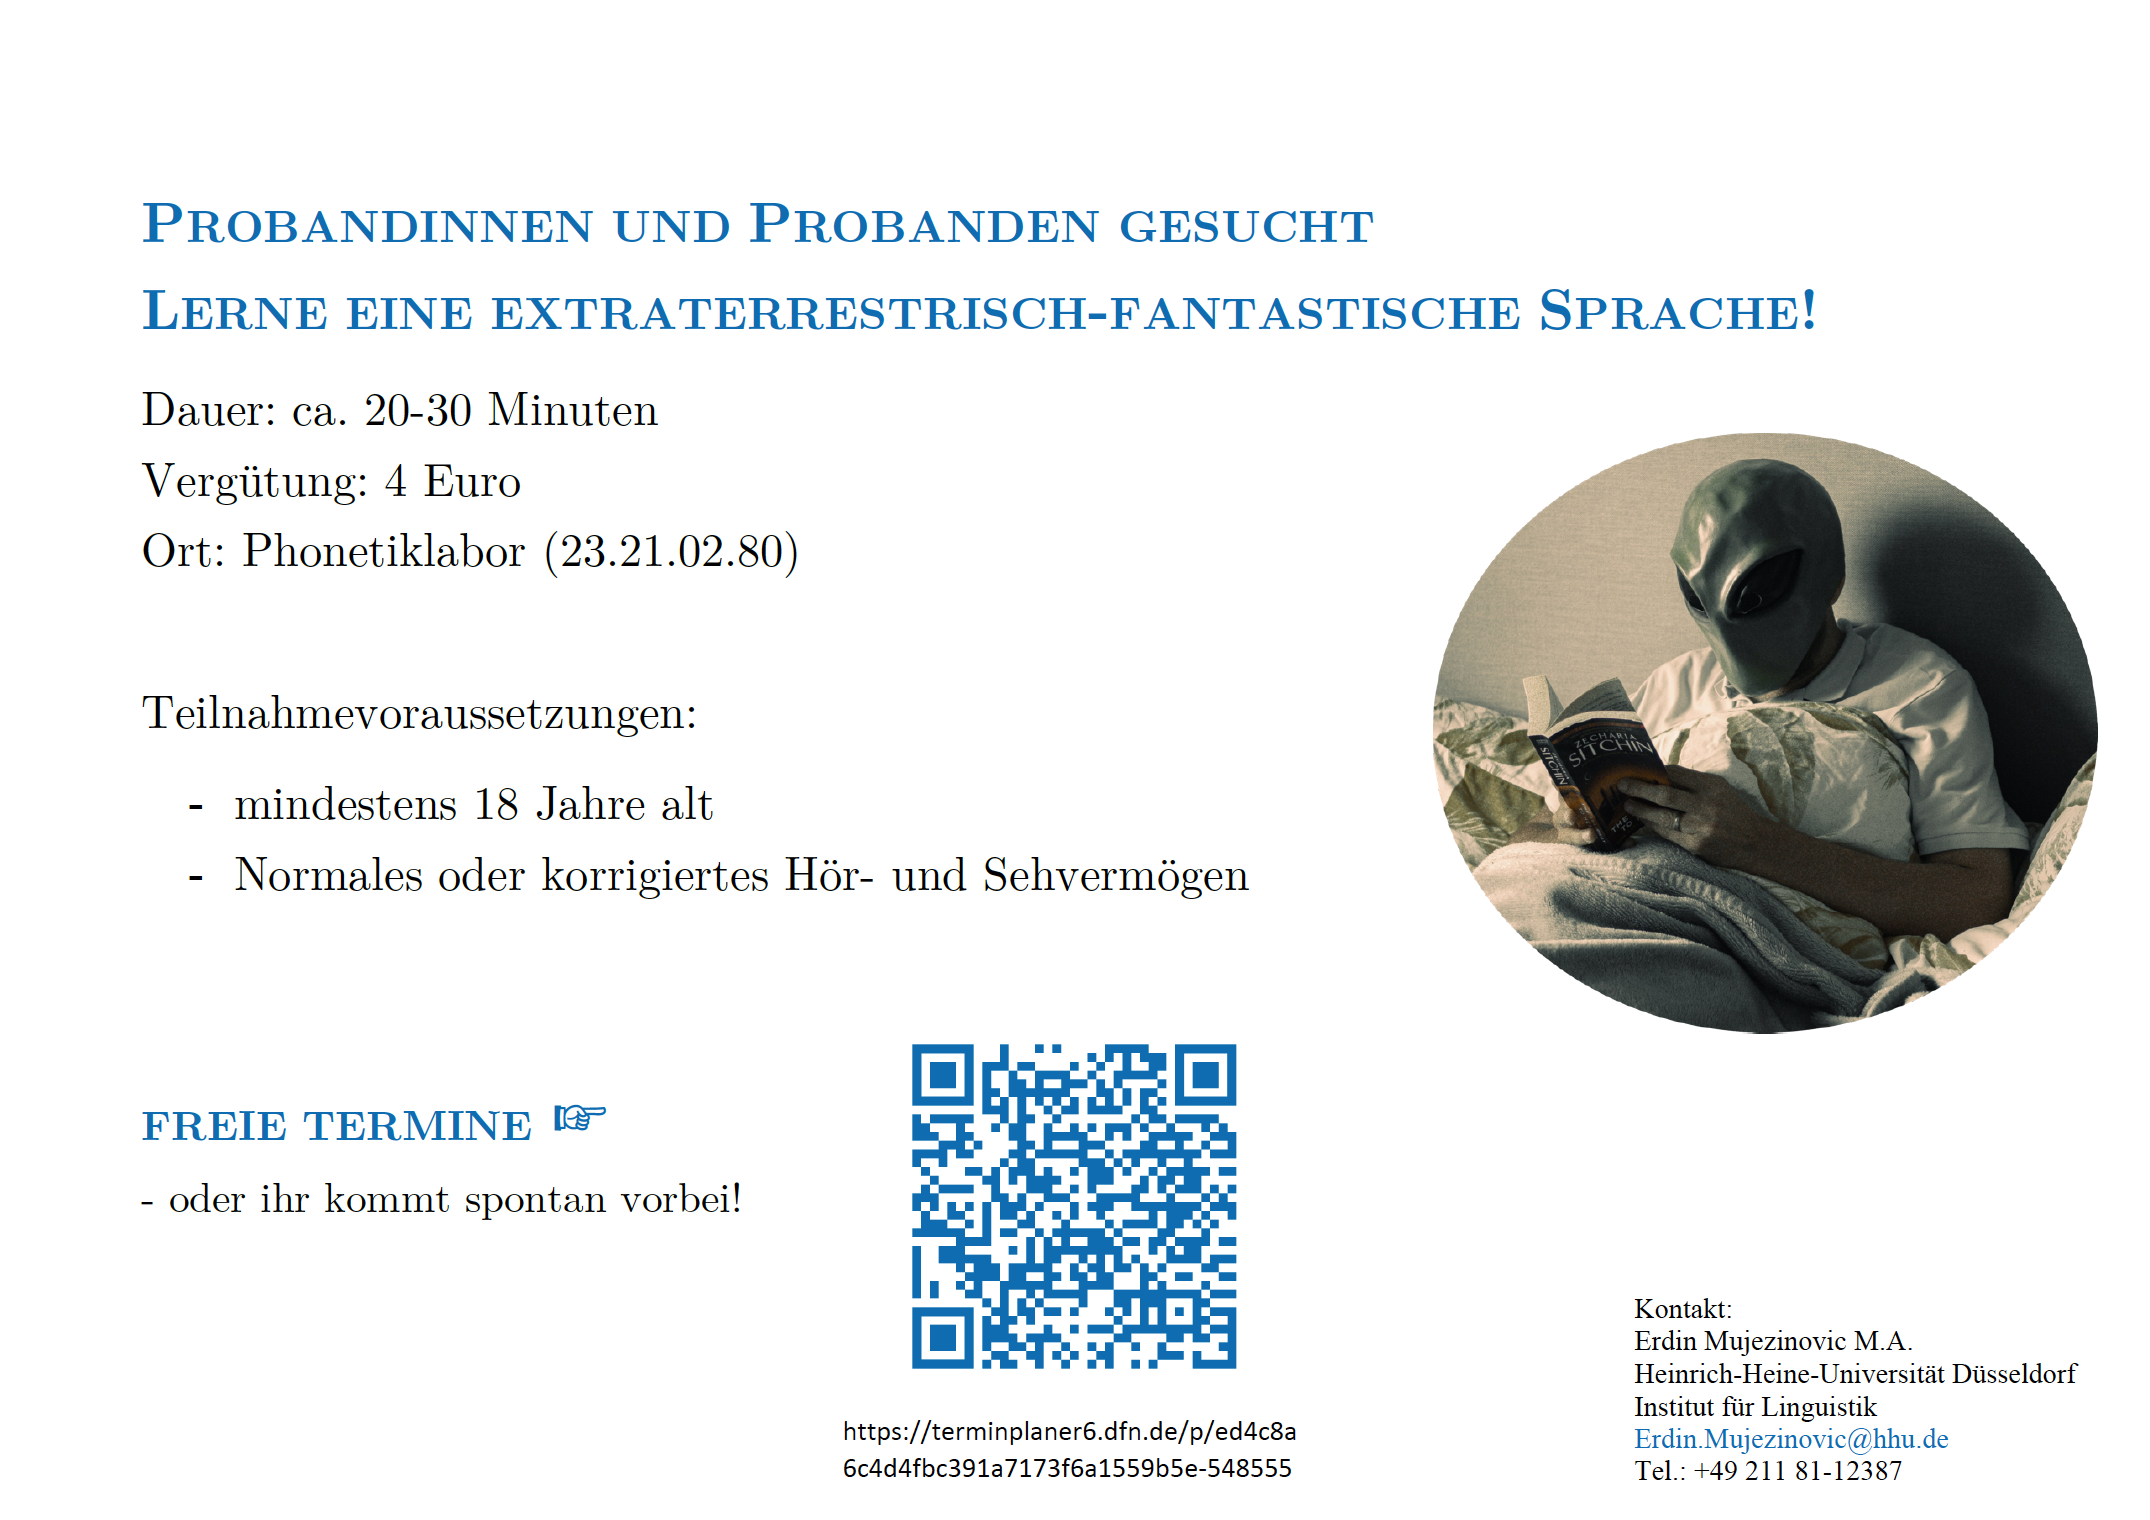 Probandinnen und Probanden gesucht
Lerne eine extraterrestrisch-fantastische Sprache!
Dauer: ca. 20-30 Minuten
Vergütung: 4 Euro
Ort: Phonetiklabor (23.21.02.80)
Teilnahmevoraussetzungen:
- mindestens 18 Jahre alt
- Normales oder korrigiertes Hör- und Sehvermögen
ZECHARIA
SITCHIN
SITCHIN
FREIE TERMINE ☞
- oder ihr kommt spontan vorbei!
https://terminplaner6.dfn.de/p/ed4c8a
6c4d4fbc391a7173f6a1559b5e-548555
Kontakt:
Erdin Mujezinovic M.A.
Heinrich-Heine-Universität Düsseldorf
Institut für Linguistik
Erdin.Mujezinovic@hhu.de
Tel.: +49 211 81-12387